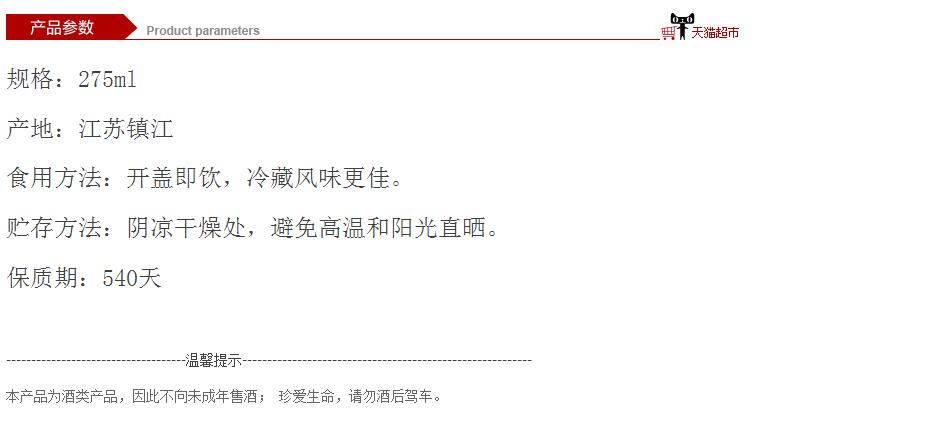 产品参数 Product parameters 天猫超市
规格：275ml
产地：江苏镇江
食用方法：开盖即饮，冷藏风味更佳。
贮存方法：阴凉干燥处，避免高温和阳光直晒。
保质期：540天
------------------------------------温馨提示----------------------------------------------------------
本产品为酒类产品，因此不向未成年售酒； 珍爱生命，请勿酒后驾车。